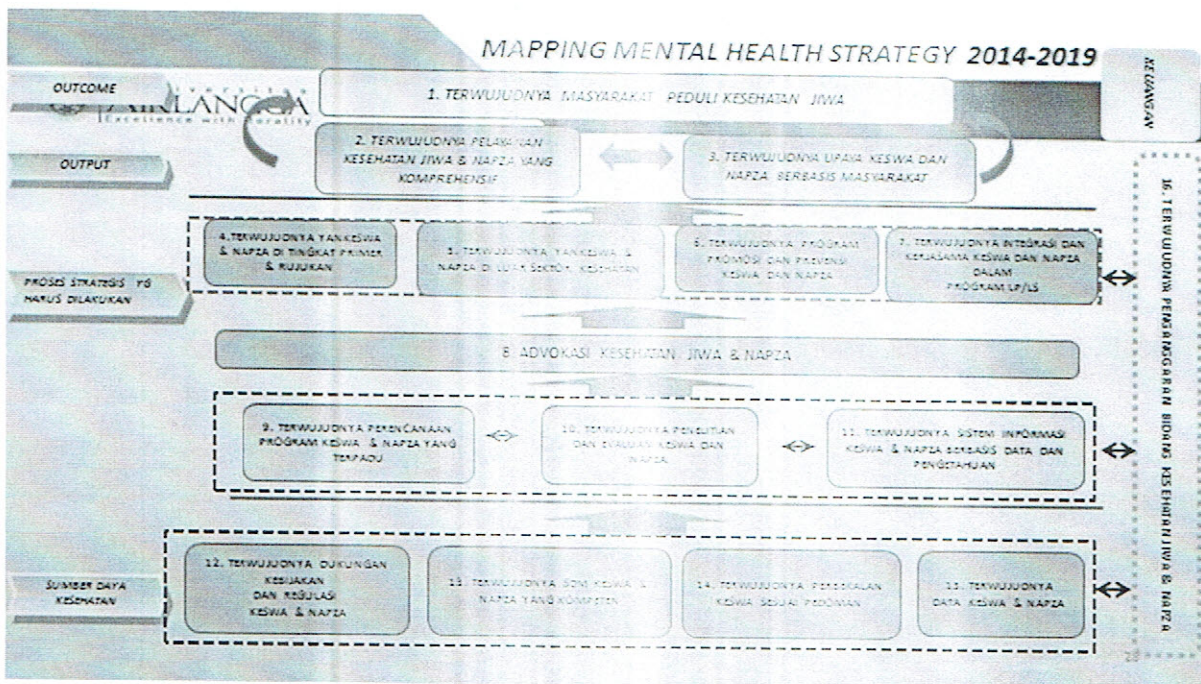 MAPPING MENTAL HEALTH STRATEGY 2014-2019
OUTCOME
Universitas
AIRLANGGA
Excellence with Morality
1. TERWUJUDNYA MASYARAKAT PEDULI KESEHATAN JIWA
KEUANGAN
OUTPUT
2. TERWUJUDNYA PELAYANAN
KESEHATAN JIWA & NAPZA YANG
KOMPREHENSIF
3. TERWUJUDNYA UPAYA KESWA DAN
NAPZA BERBASIS MASYARAKAT
PROSES STRATEGIS YG
HARUS DILAKUKAN
4. TERWUJUDNYA YANKESWA
& NAPZA DI TINGKAT PRIMER
& RUJUKAN
5. TERWUJUDNYA YANKESWA &
NAPZA DI LUAR SEKTOR KESEHATAN
6. TERWUJUDNYA PROGRAM
PROMOSI DAN PREVENSI
KESWA DAN NAPZA
7. TERWUJUDNYA INTEGRASI DAN
KERJASAMA KESWA DAN NAPZA
DALAM
PROGRAM LP/LS
8. ADVOKASI KESEHATAN JIWA & NAPZA
9. TERWUJUDNYA PERENCANAAN
PROGRAM KESWA & NAPZA YANG
TERPADU
10. TERWUJUDNYA PENELITIAN
DAN EVALUASI KESWA DAN
NAPZA
11. TERWUJUDNYA SISTEM INFORMASI
KESWA & NAPZA BERBASIS DATA DAN
PENGETAHUAN
SUMBER DAYA
KESEHATAN
12. TERWUJUDNYA DUKUNGAN
KEBIJAKAN
DAN REGULASI
KESWA & NAPZA
13. TERWUJUDNYA SDM KESWA &
NAPZA YANG KOMPETEN
14. TERWUJUDNYA PERBEKALAN
KESWA SESUAI PEDOMAN
15. TERWUJUDNYA
DATA KESWA & NAPZA
16. TERWUJUDNYA PENGANGGARAN BIDANG KESEHATAN JIWA & NAPZA